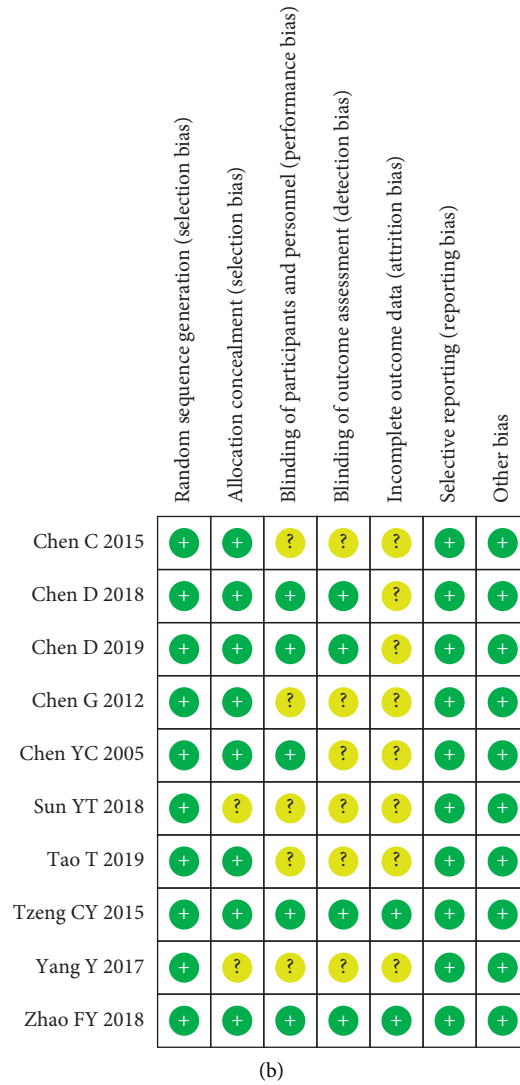 Random sequence generation (selection bias)
Allocation concealment (selection bias)
Blinding of participants and personnel (performance bias)
Blinding of outcome assessment (detection bias)
Incomplete outcome data (attrition bias)
Selective reporting (reporting bias)
Other bias
Chen C 2015 + + ? ? ? + +
Chen D 2018 + + + + ? + +
Chen D 2019 + + + + ? + +
Chen G 2012 + + ? ? ? + +
Chen YC 2005 + + + ? ? + +
Sun YT 2018 + ? ? ? ? + +
Tao T 2019 + + ? ? ? + +
Tzeng CY 2015 + + + + + + +
Yang Y 2017 + ? ? ? ? + +
Zhao FY 2018 + + + + + + +
(b)